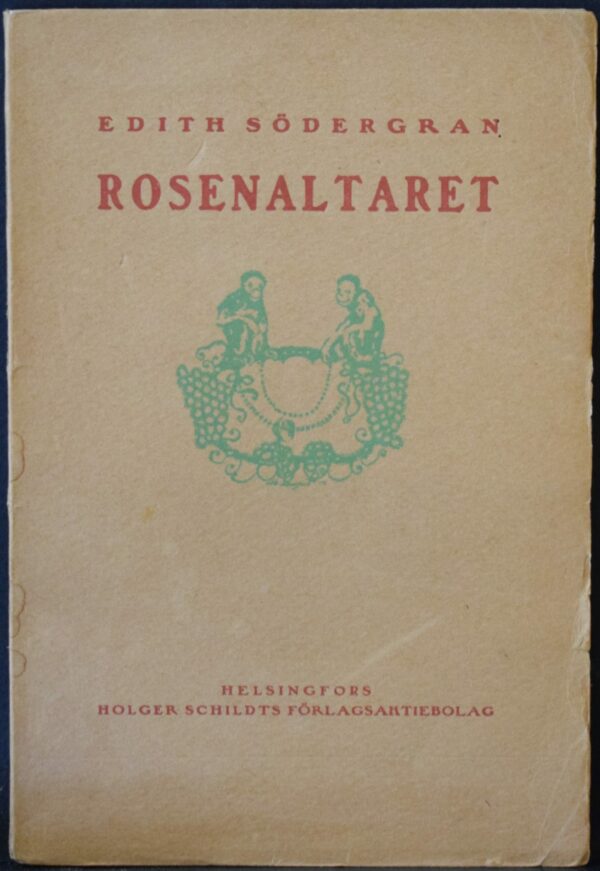 EDITH SÖDERGRAN
ROSENALTARET
HELSINGFORS
HOLGER SCHILDTS FÖRLAGSAKTIEBOLAG